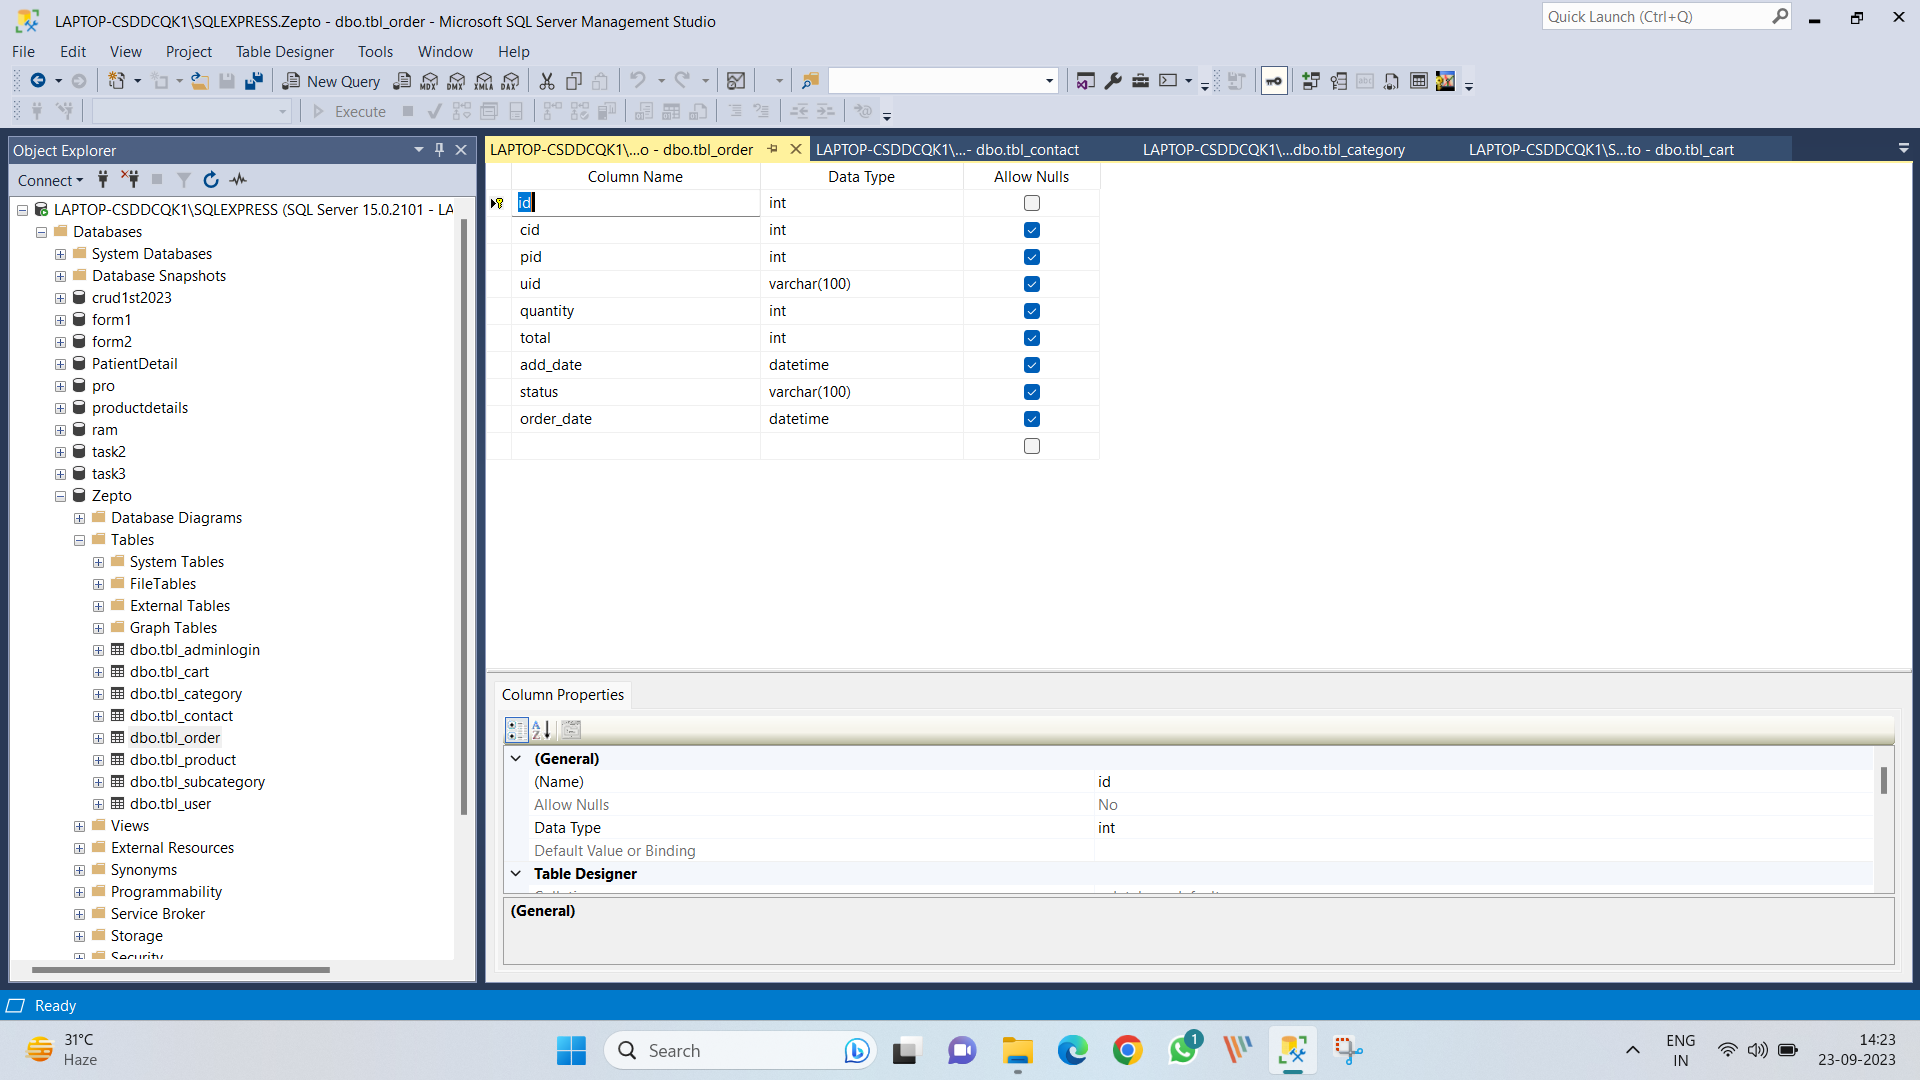 LAPTOP-CSDDCQK1\SQLEXPRESS.Zepto - dbo.tbl_order - Microsoft SQL Server Management Studio
Quick Launch (Ctrl+Q)
File Edit View Project Table Designer Tools Window Help
New Query MDX DMX XMLA DAX
Execute
Object Explorer
Connect
LAPTOP-CSDDCQK1\SQLEXPRESS (SQL Server 15.0.2101 - LA
Databases
System Databases
Database Snapshots
crud1st2023
form1
form2
PatientDetail
pro
productdetails
ram
task2
task3
Zepto
Database Diagrams
Tables
System Tables
FileTables
External Tables
Graph Tables
dbo.tbl_adminlogin
dbo.tbl_cart
dbo.tbl_category
dbo.tbl_contact
dbo.tbl_order
dbo.tbl_product
dbo.tbl_subcategory
dbo.tbl_user
Views
External Resources
Synonyms
Programmability
Service Broker
Storage
Security
LAPTOP-CSDDCQK1\...o - dbo.tbl_order LAPTOP-CSDDCQK1\...- dbo.tbl_contact LAPTOP-CSDDCQK1\...dbo.tbl_category LAPTOP-CSDDCQK1\S...to - dbo.tbl_cart
Column Name Data Type Allow Nulls
id int
cid int
pid int
uid varchar(100)
quantity int
total int
add_date datetime
status varchar(100)
order_date datetime
Column Properties
(General)
(Name) id
Allow Nulls No
Data Type int
Default Value or Binding
Table Designer
(General)
Ready
31°C
Haze
Search
1
ENG
IN
14:23
23-09-2023